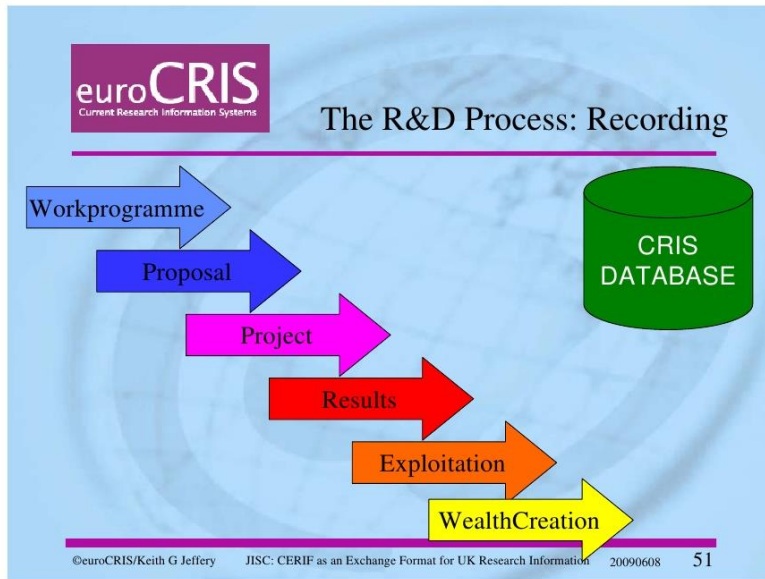 euroCRIS
Current Research Information Systems
The R&D Process: Recording
Workprogramme
Proposal
Project
Results
Exploitation
WealthCreation
CRIS
DATABASE
©euroCRIS/Keith G Jeffery JISC: CERIF as an Exchange Format for UK Research Information 20090608 51